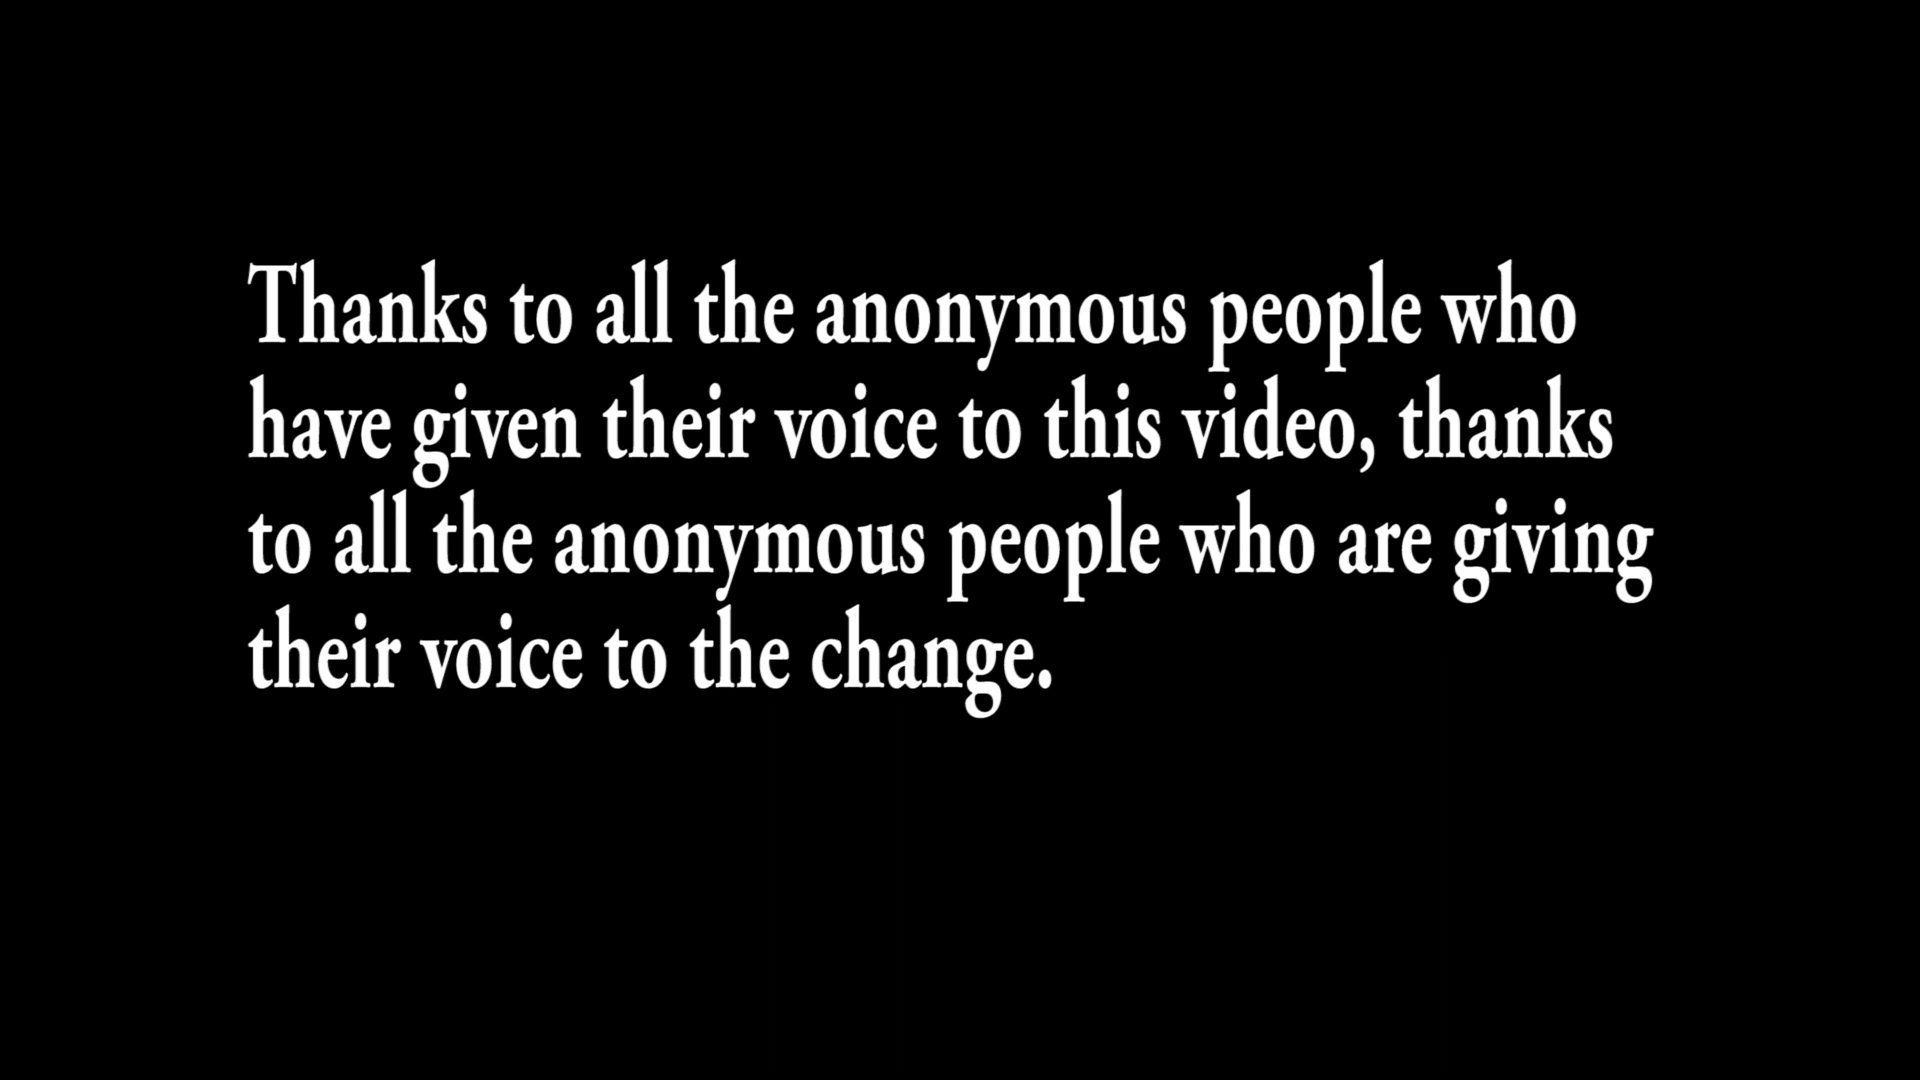 Thanks to all the anonymous people who
have given their voice to this video, thanks
to all the anonymous people who are giving
their voice to the change.